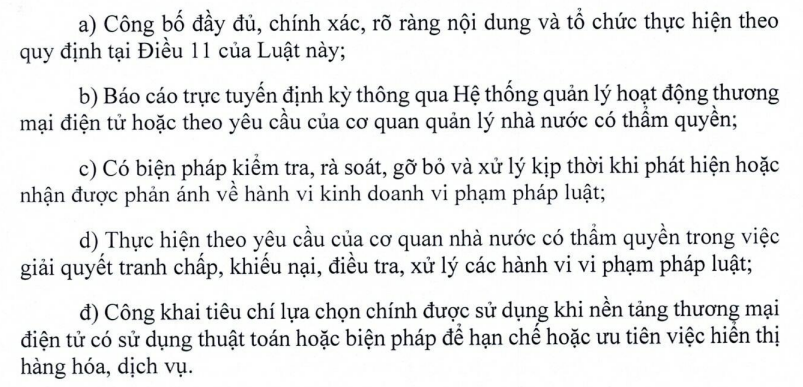 a) Công bố đầy đủ, chính xác, rõ ràng nội dung và tổ chức thực hiện theo
quy định tại Điều 11 của Luật này;
b) Báo cáo trực tuyến định kỳ thông qua Hệ thống quản lý hoạt động thương
mại điện tử hoặc theo yêu cầu của cơ quan quản lý nhà nước có thẩm quyền;
c) Có biện pháp kiểm tra, rà soát, gỡ bỏ và xử lý kịp thời khi phát hiện hoặc
nhận được phản ánh về hành vi kinh doanh vi phạm pháp luật;
d) Thực hiện theo yêu cầu của cơ quan nhà nước có thẩm quyền trong việc
giải quyết tranh chấp, khiếu nại, điều tra, xử lý các hành vi vi phạm pháp luật;
đ) Công khai tiêu chí lựa chọn chính được sử dụng khi nền tảng thương mại
điện tử có sử dụng thuật toán hoặc biện pháp để hạn chế hoặc ưu tiên việc hiển thị
hàng hóa, dịch vụ.